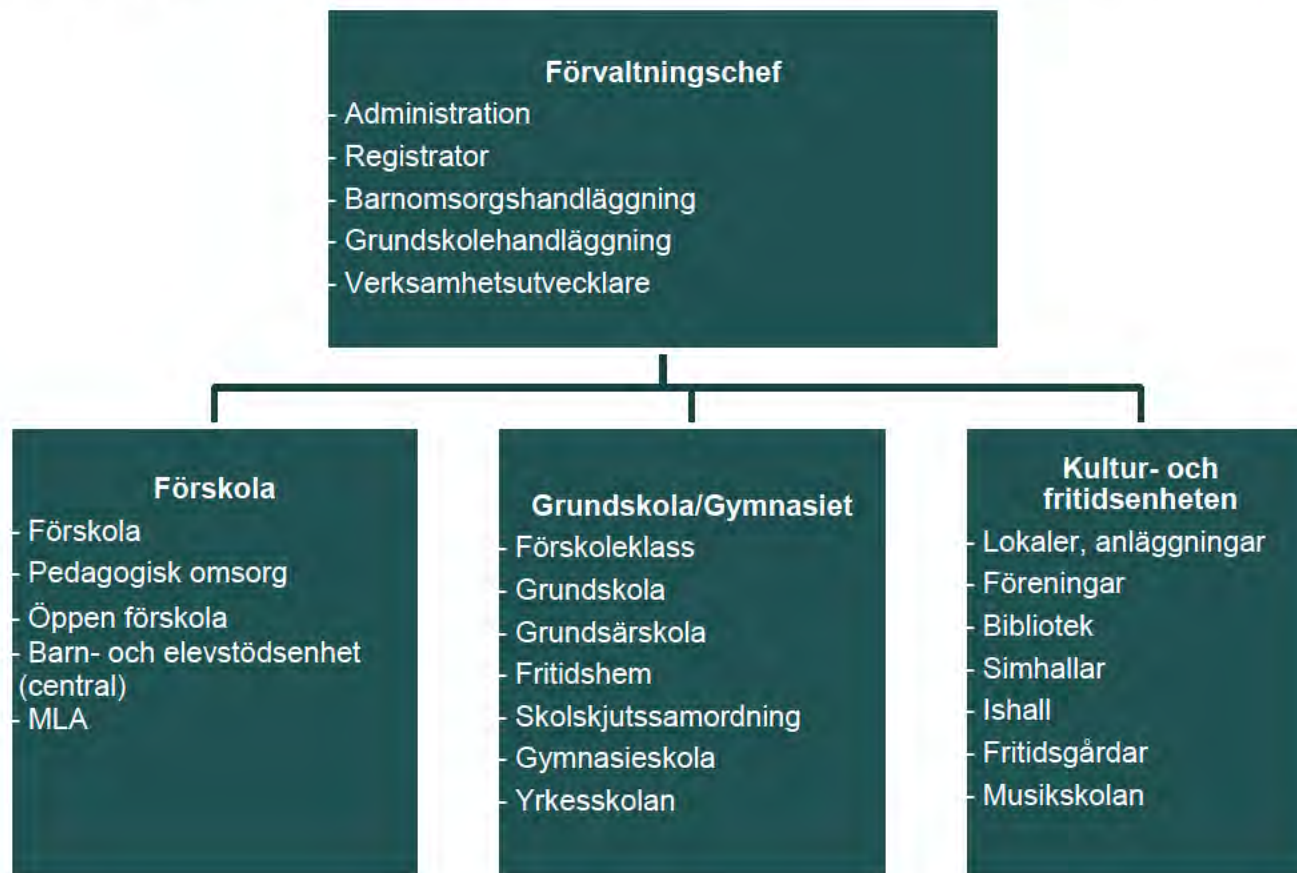 Förvaltningschef
- Administration
- Registrator
- Barnomsorgshandläggning
- Grundskolehandläggning
- Verksamhetsutvecklare
Förskola
- Förskola
- Pedagogisk omsorg
- Öppen förskola
- Barn- och elevstödsenhet
(central)
- MLA
Grundskola/Gymnasiet
- Förskoleklass
- Grundskola
- Grundsärskola
- Fritidshem
- Skolskjutssamordning
- Gymnasieskola
- Yrkesskolan
Kultur- och
fritidsenheten
- Lokaler, anläggningar
- Föreningar
- Bibliotek
- Simhallar
- Ishall
- Fritidsgårdar
- Musikskolan